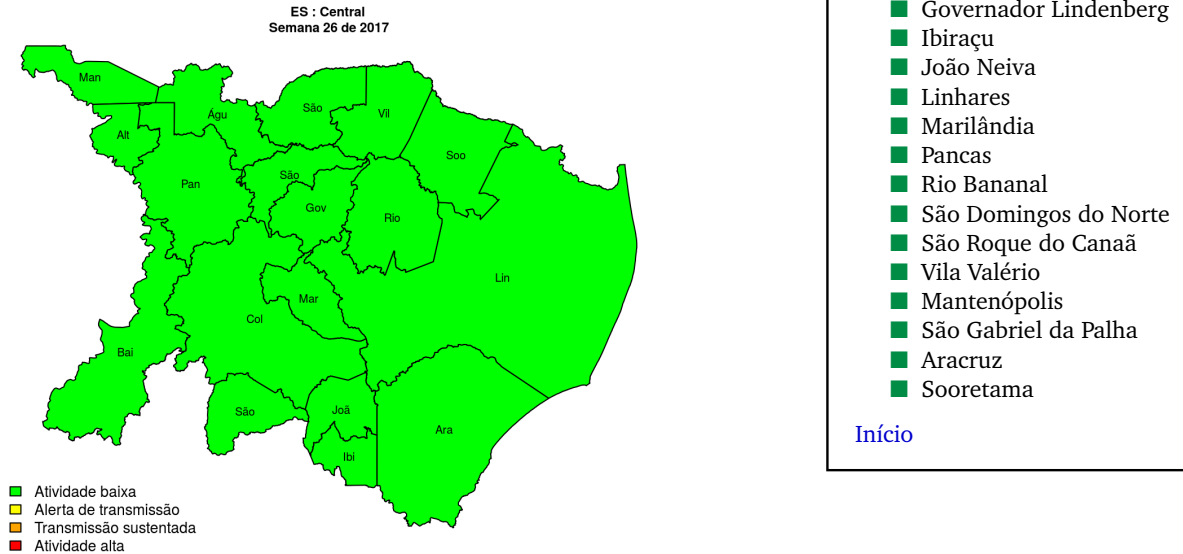 ES : Central
Semana 26 de 2017
Man
Águ
São
Vil
Alt
Soo
São
Pan
Gov
Rio
Lin
Mar
Col
Bai
São
Joã
Ara
Ibi
Atividade baixa
Alerta de transmissão
Transmissão sustentada
Atividade alta
Governador Lindenberg
Ibiraçu
João Neiva
Linhares
Marilândia
Pancas
Rio Bananal
São Domingos do Norte
São Roque do Canaã
Vila Valério
Mantenópolis
São Gabriel da Palha
Aracruz
Sooretama
Início